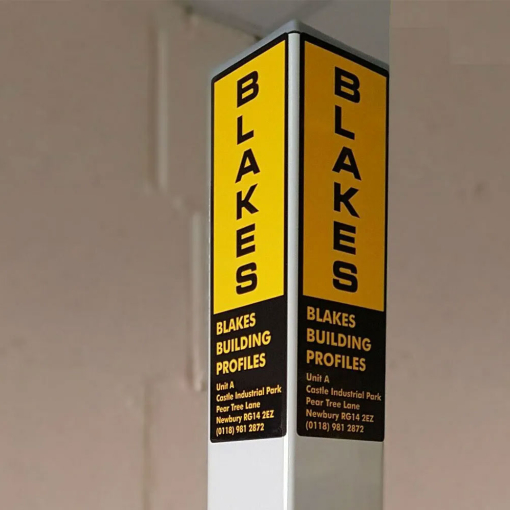 BLAKES
BLAKES
BUILDING
PROFILES
Unit A
Castle Industrial Park
Pear Tree Lane
Newbury RG14 2EZ
(0118) 981 2872
BLAKES
BLAKES
BUILDING
PROFILES
Unit A
Castle Industrial Park
Pear Tree Lane
Newbury RG14 2EZ
(0118) 981 2872